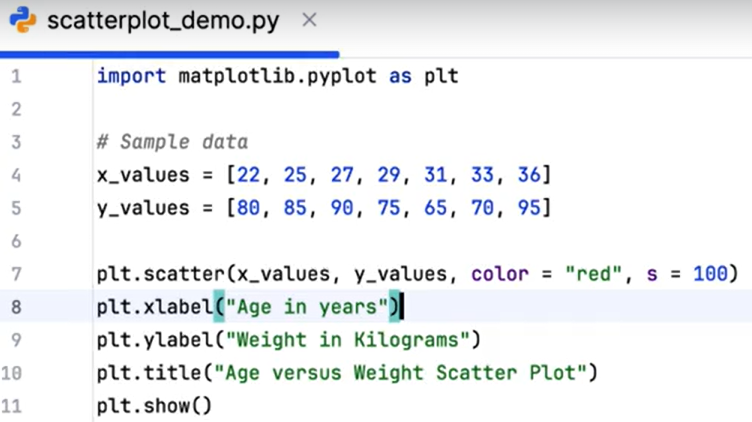 scatterplot_demo.py
1 import matplotlib.pyplot as plt
2
3 # Sample data
4 x_values = [22, 25, 27, 29, 31, 33, 36]
5 y_values = [80, 85, 90, 75, 65, 70, 95]
6
7 plt.scatter(x_values, y_values, color = "red", s = 100)
8 plt.xlabel("Age in years")
9 plt.ylabel("Weight in Kilograms")
10 plt.title("Age versus Weight Scatter Plot")
11 plt.show()